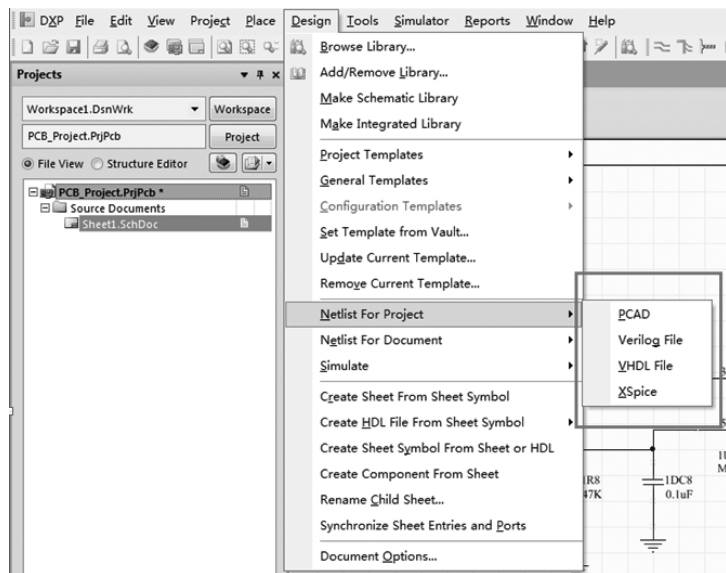 DXP File Edit View Project Place Design Tools Simulator Reports Window Help
Projects
Workspace1.DsnWrk Workspace
PCB_Project.PrjPcb Project
File View Structure Editor
PCB_Project.PrjPcb *
Source Documents
Sheet1.SchDoc
Browse Library...
Add/Remove Library...
Make Schematic Library
Make Integrated Library
Project Templates
General Templates
Configuration Templates
Set Template from Vault...
Update Current Template...
Remove Current Template...
Netlist For Project
Netlist For Document
Simulate
Create Sheet From Sheet Symbol
Create HDL File From Sheet Symbol
Create Sheet Symbol From Sheet or HDL
Create Component From Sheet
Rename Child Sheet...
Synchronize Sheet Entries and Ports
Document Options...
PCAD
Verilog File
VHDL File
XSpice
1R8
47K
1DC8
0.1uF